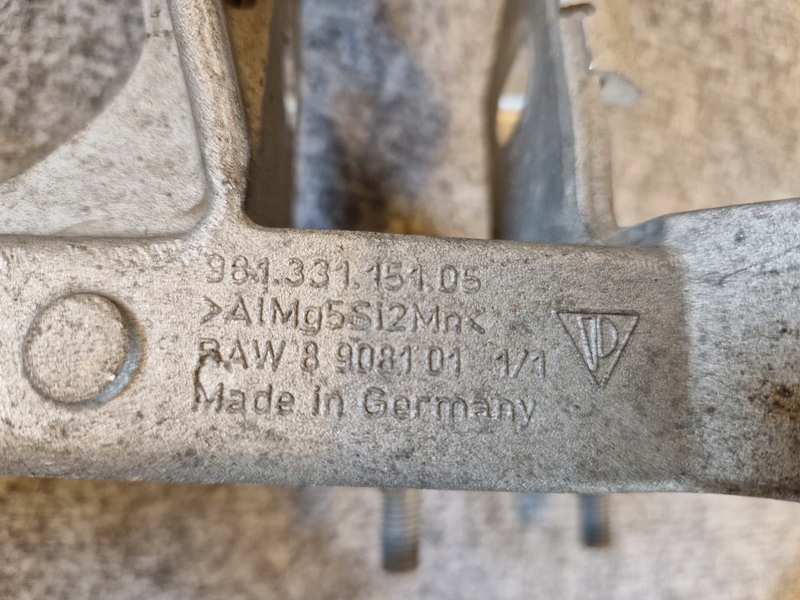 981.331.151.05
>AlMg5Si2Mn<
RAW 8 9081 01 1/1
Made in Germany